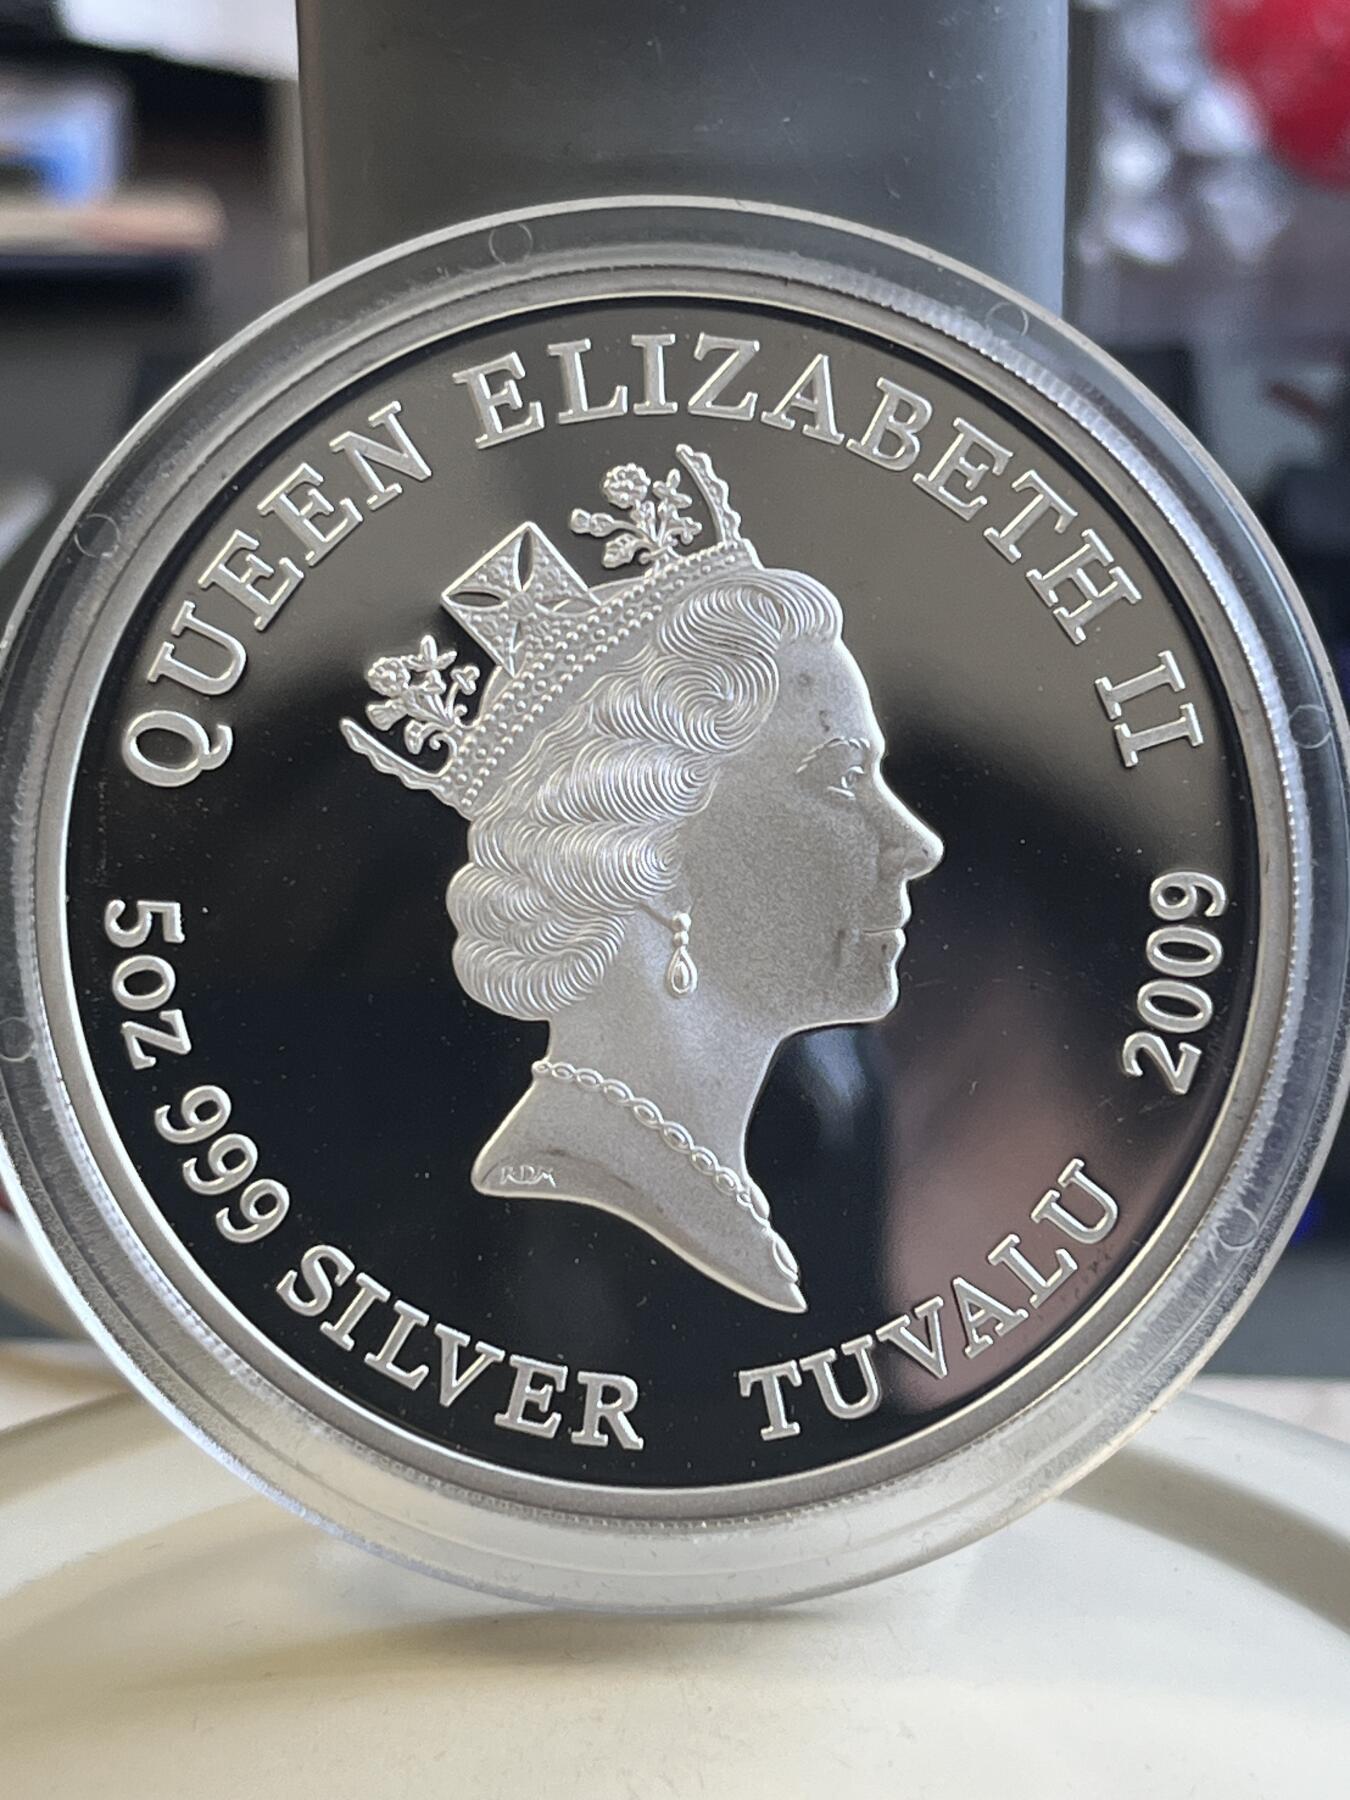 QUEEN ELIZABETH II
2009
5OZ 999 SILVER
TUVALU
RDM